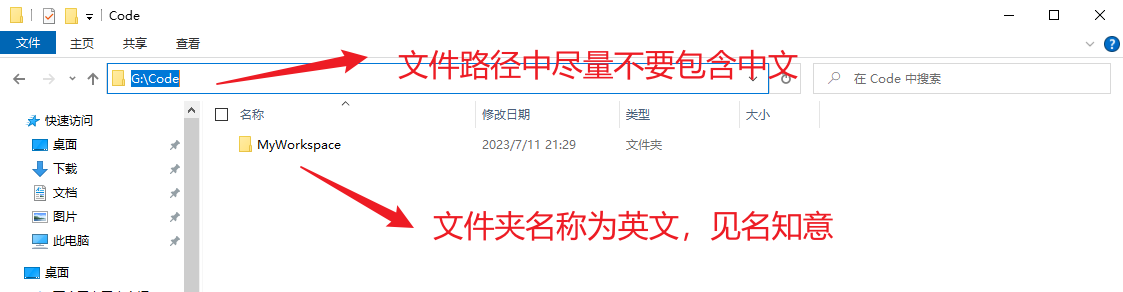 Code
文件 主页 共享 查看
文件路径中尽量不要包含中文
G:\Code
在 Code 中搜索
名称 修改日期 类型 大小
快速访问
MyWorkspace 2023/7/11 21:29 文件夹
桌面
下载
文档
图片
此电脑
文件夹名称为英文，见名知意
桌面